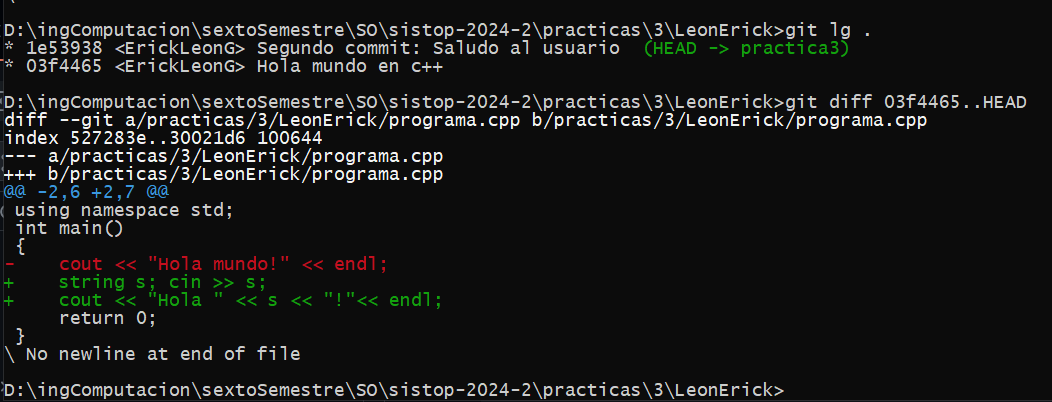 D:\ingComputacion\sextoSemestre\SO\sistop-2024-2\practicas\3\LeonErick>git lg .
* 1e53938 <ErickLeonG> Segundo commit: Saludo al usuario  (HEAD -> practica3)
* 03f4465 <ErickLeonG> Hola mundo en c++
D:\ingComputacion\sextoSemestre\SO\sistop-2024-2\practicas\3\LeonErick>git diff 03f4465..HEAD
diff --git a/practicas/3/LeonErick/programa.cpp b/practicas/3/LeonErick/programa.cpp
index 527283e..30021d6 100644
--- a/practicas/3/LeonErick/programa.cpp
+++ b/practicas/3/LeonErick/programa.cpp
@@ -2,6 +2,7 @@
 using namespace std;
 int main()
 {
-    cout << "Hola mundo!" << endl;
+    string s; cin >> s;
+    cout << "Hola " << s << "!"<< endl;
     return 0;
 }
\ No newline at end of file
D:\ingComputacion\sextoSemestre\SO\sistop-2024-2\practicas\3\LeonErick>